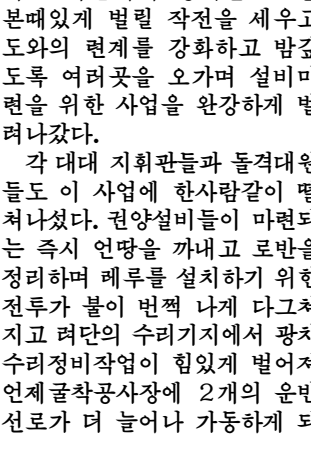 본때있게 벌릴 작전을 세우고
도와의 련계를 강화하고 밤깊
도록 여러곳을 오가며 설비마
련을 위한 사업을 완강하게 벌
려나갔다.
각 대대 지휘관들과 돌격대원
들도 이 사업에 한사람같이 떨
쳐나섰다. 권양설비들이 마련되
는 즉시 언땅을 까내고 로반을
정리하며 레루를 설치하기 위한
전투가 불이 번쩍 나게 다그쳐
지고 려단의 수리기지에서 광차
수리정비작업이 힘있게 벌어져
언제굴착공사장에 2개의 운반
선로가 더 늘어나 가동하게 되